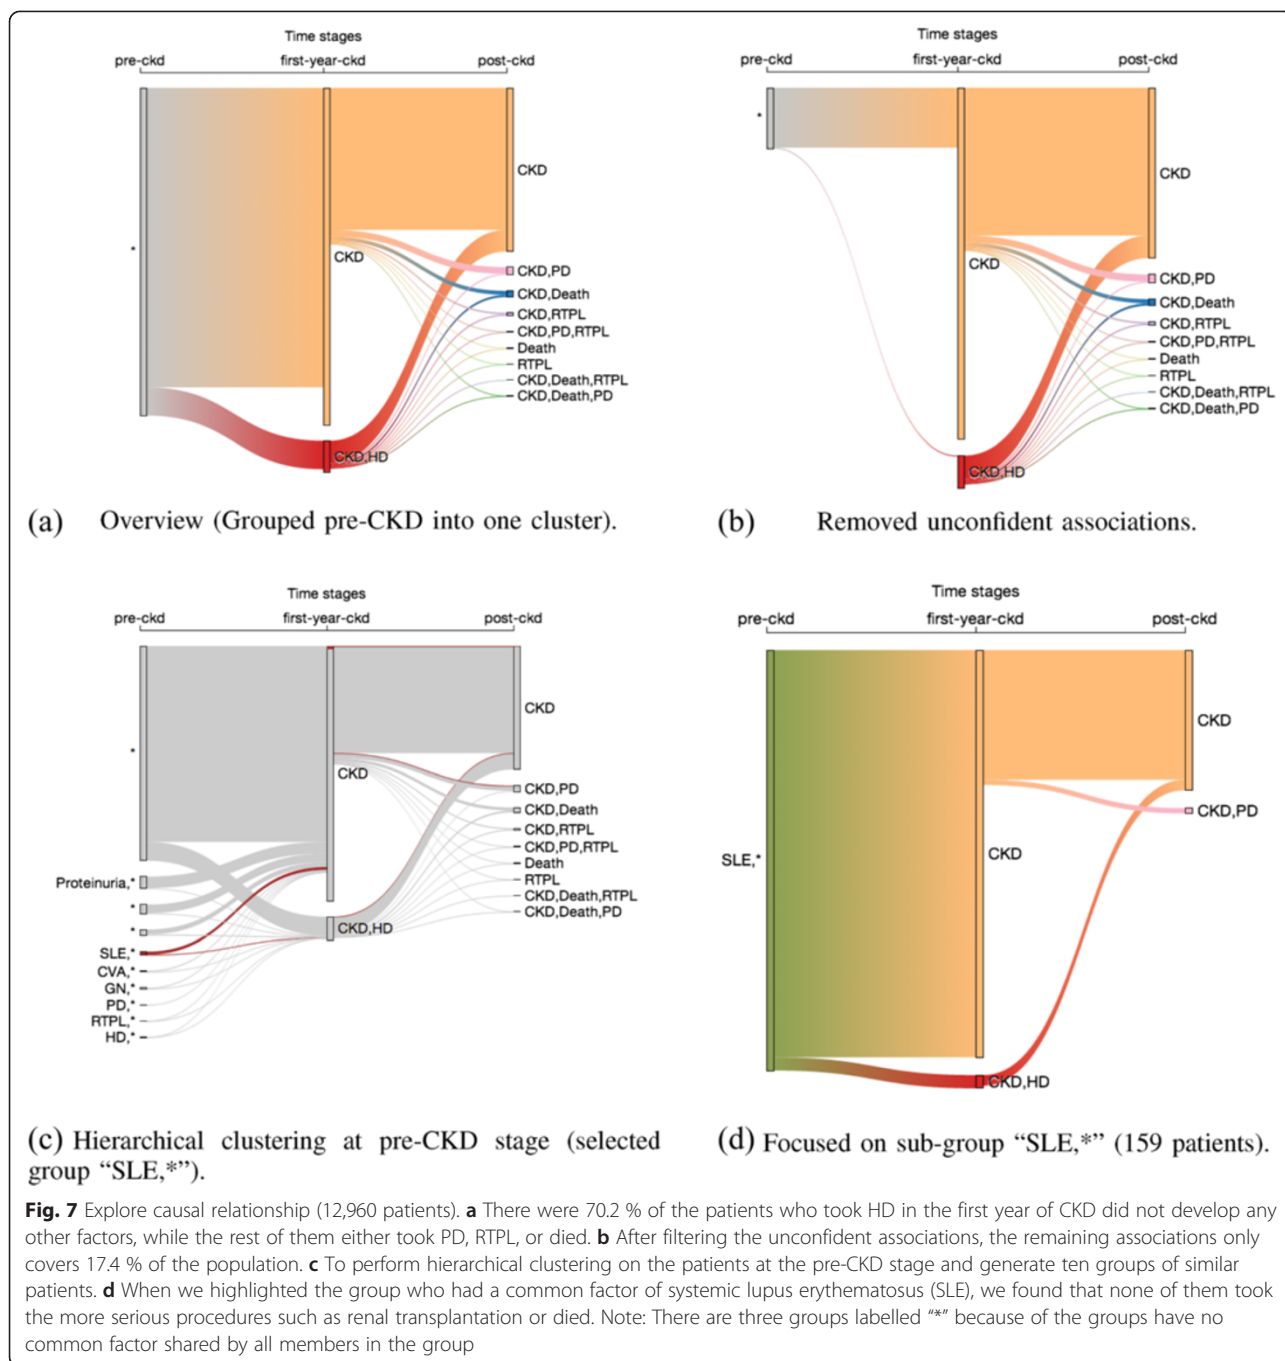 Time stages
pre-ckd first-year-ckd post-ckd
*
CKD
CKD,HD
CKD
CKD,PD
CKD,Death
CKD,RTPL
CKD,PD,RTPL
Death
RTPL
CKD,Death,RTPL
CKD,Death,PD
(a) Overview (Grouped pre-CKD into one cluster).
Time stages
pre-ckd first-year-ckd post-ckd
*
CKD
CKD,HD
CKD
CKD,PD
CKD,Death
CKD,RTPL
CKD,PD,RTPL
Death
RTPL
CKD,Death,RTPL
CKD,Death,PD
(b) Removed unconfident associations.
Time stages
pre-ckd first-year-ckd post-ckd
*
Proteinuria,*
*
*
SLE,*
CVA,*
GN,*
PD,*
RTPL,*
HD,*
CKD
CKD,HD
CKD
CKD,PD
CKD,Death
CKD,RTPL
CKD,PD,RTPL
Death
RTPL
CKD,Death,RTPL
CKD,Death,PD
(c) Hierarchical clustering at pre-CKD stage (selected
group “SLE,*”).
Time stages
pre-ckd first-year-ckd post-ckd
SLE,*
CKD
CKD,HD
CKD
CKD,PD
(d) Focused on sub-group “SLE,*” (159 patients).
Fig. 7 Explore causal relationship (12,960 patients). a There were 70.2 % of the patients who took HD in the first year of CKD did not develop any
other factors, while the rest of them either took PD, RTPL, or died. b After filtering the unconfident associations, the remaining associations only
covers 17.4 % of the population. c To perform hierarchical clustering on the patients at the pre-CKD stage and generate ten groups of similar
patients. d When we highlighted the group who had a common factor of systemic lupus erythematosus (SLE), we found that none of them took
the more serious procedures such as renal transplantation or died. Note: There are three groups labelled “*” because of the groups have no
common factor shared by all members in the group